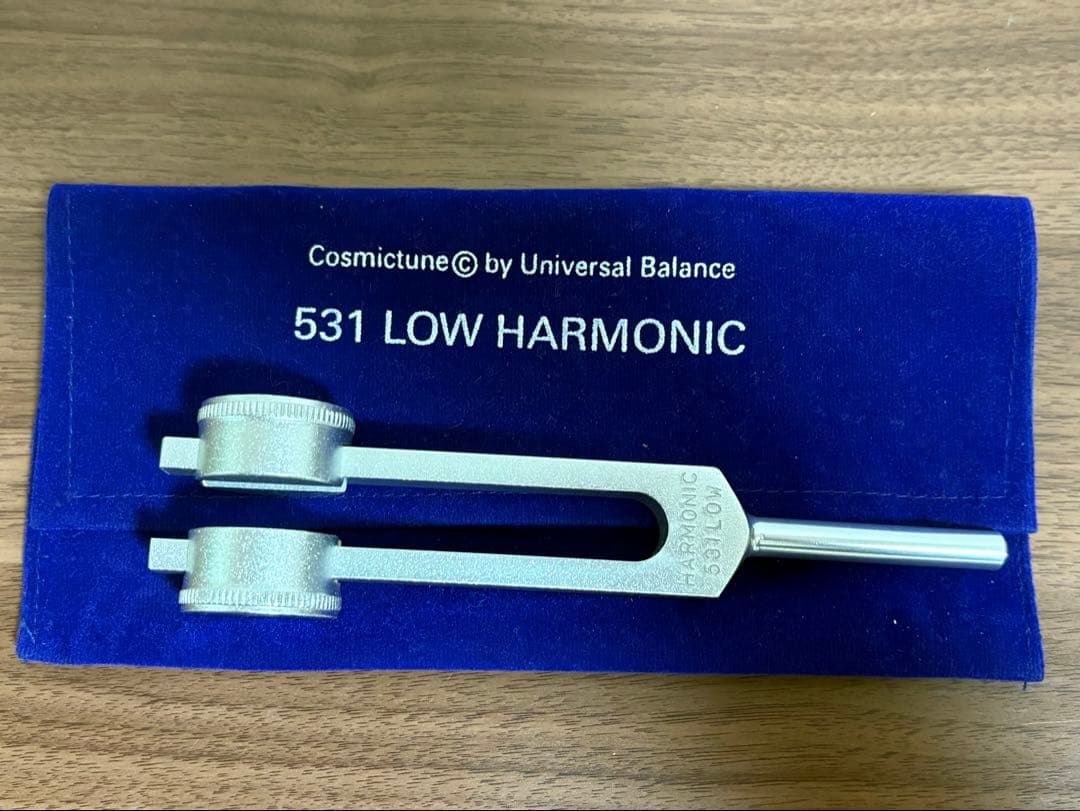 Cosmictune© by Universal Balance
531 LOW HARMONIC
HARMONIC
531 LOW